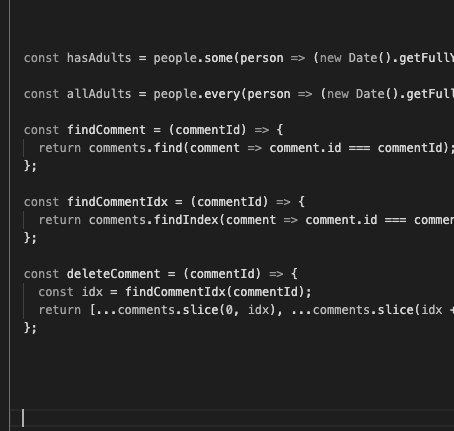 const hasAdults = people.some(person => (new Date().getFullY
const allAdults = people.every(person => (new Date().getFull
const findComment = (commentId) => {
return comments.find(comment => comment.id === commentId);
};
const findCommentIdx = (commentId) => {
return comments.findIndex(comment => comment.id === commen
};
const deleteComment = (commentId) => {
const idx = findCommentIdx(commentId);
return [...comments.slice(0, idx), ...comments.slice(idx +
};